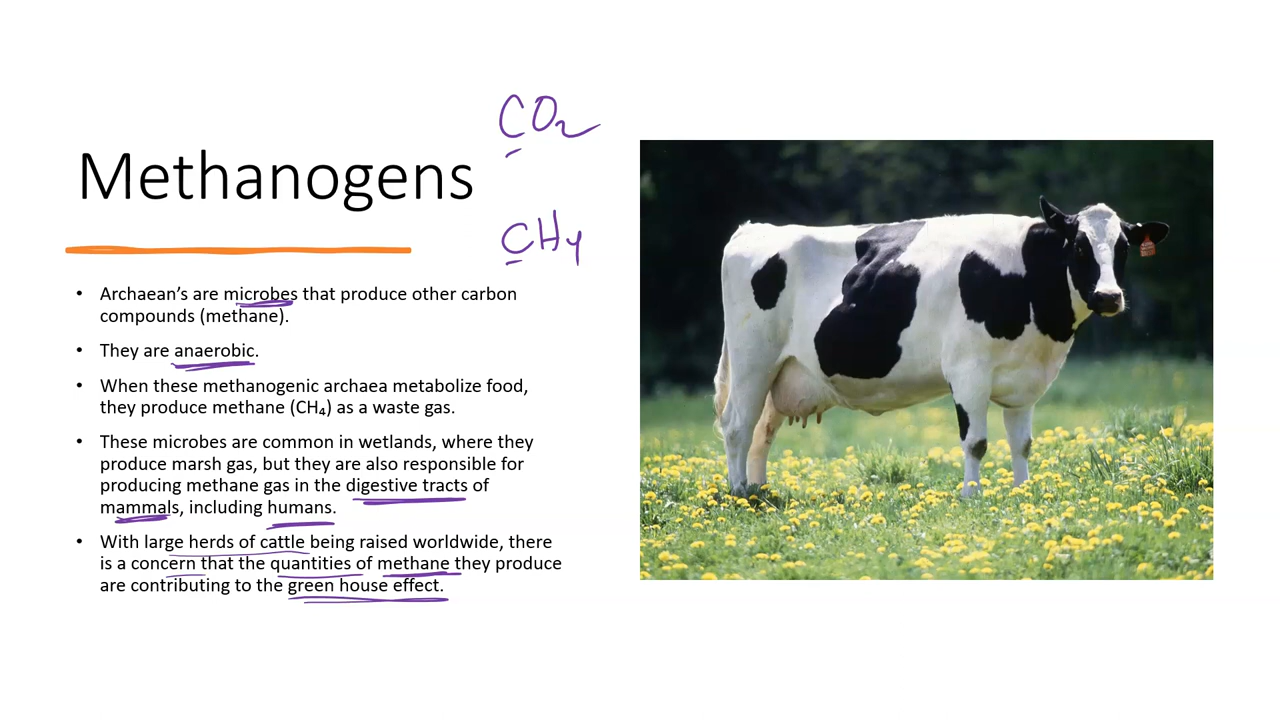 CO₂
Methanogens
CH₄
• Archaean’s are microbes that produce other carbon
compounds (methane).
• They are anaerobic.
• When these methanogenic archaea metabolize food,
they produce methane (CH₄) as a waste gas.
• These microbes are common in wetlands, where they
produce marsh gas, but they are also responsible for
producing methane gas in the digestive tracts of
mammals, including humans.
• With large herds of cattle being raised worldwide, there
is a concern that the quantities of methane they produce
are contributing to the green house effect.